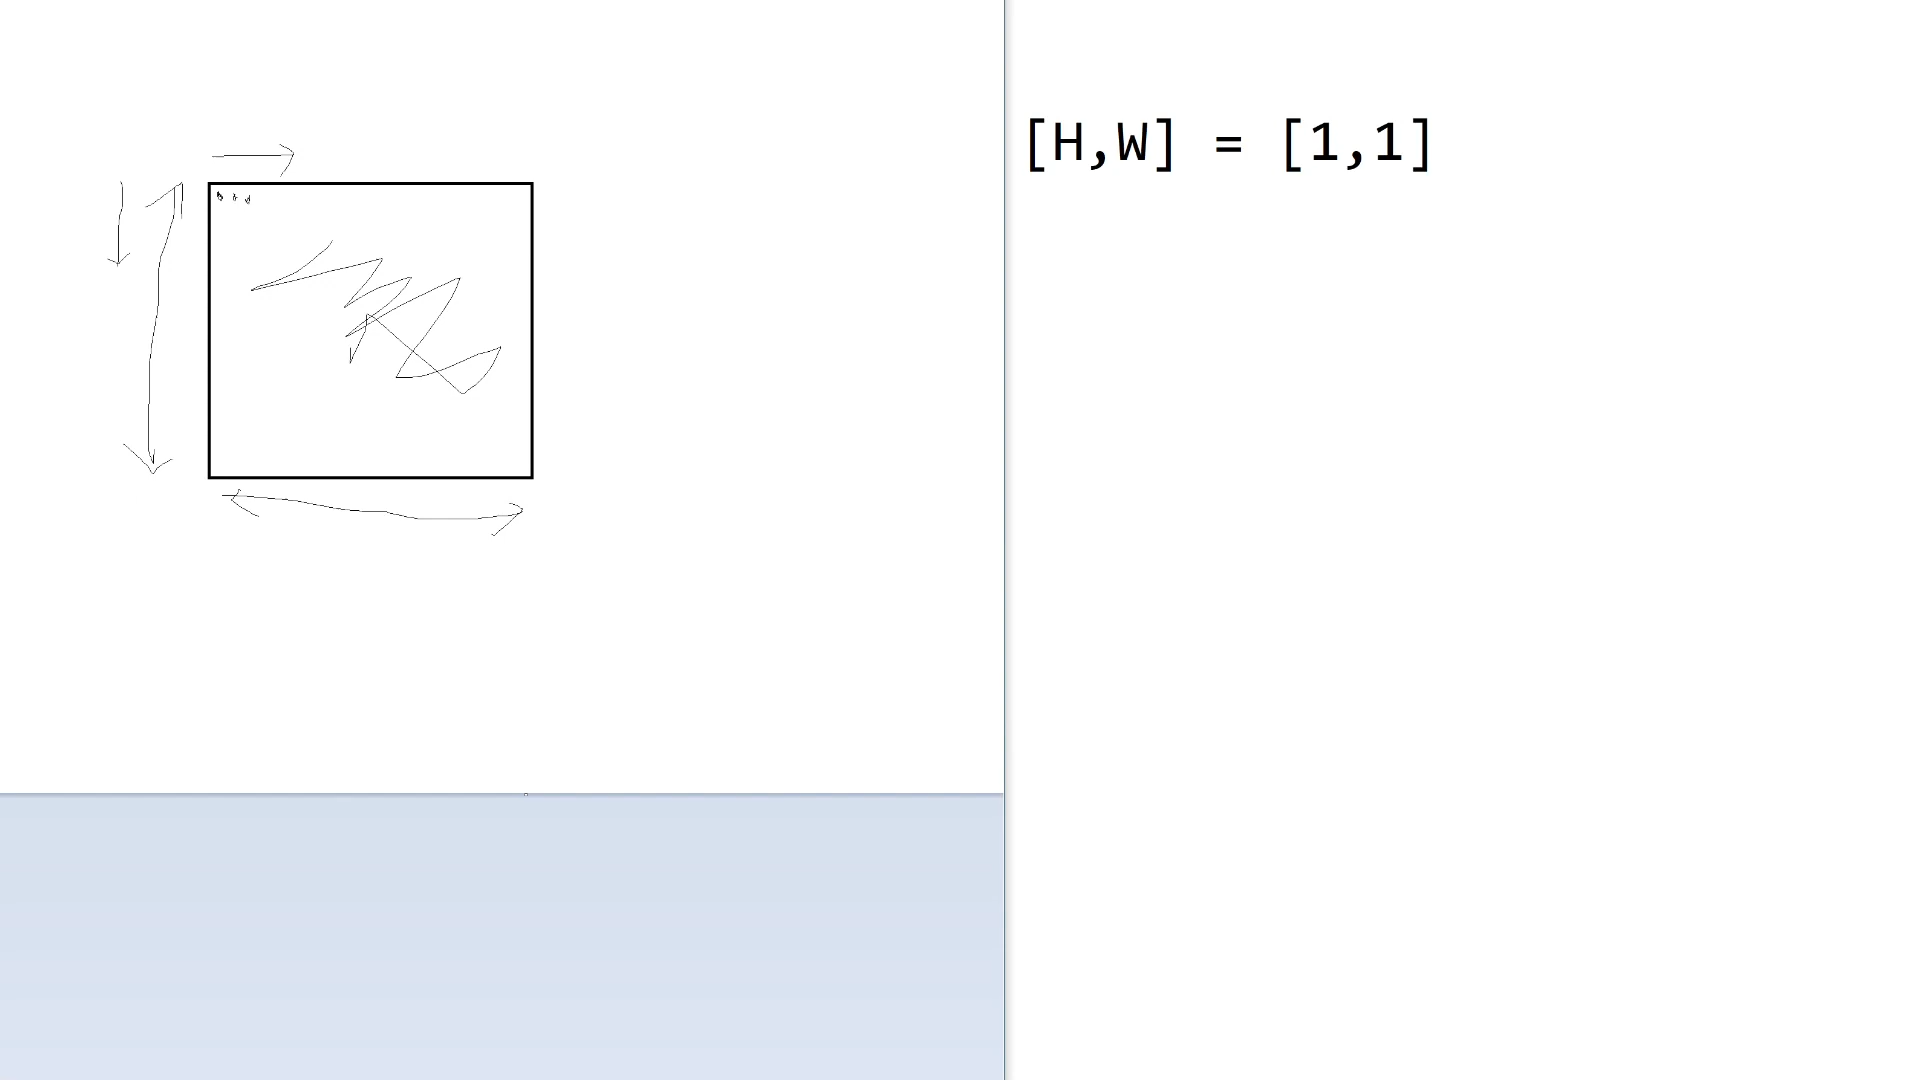 [H,W] = [1,1]